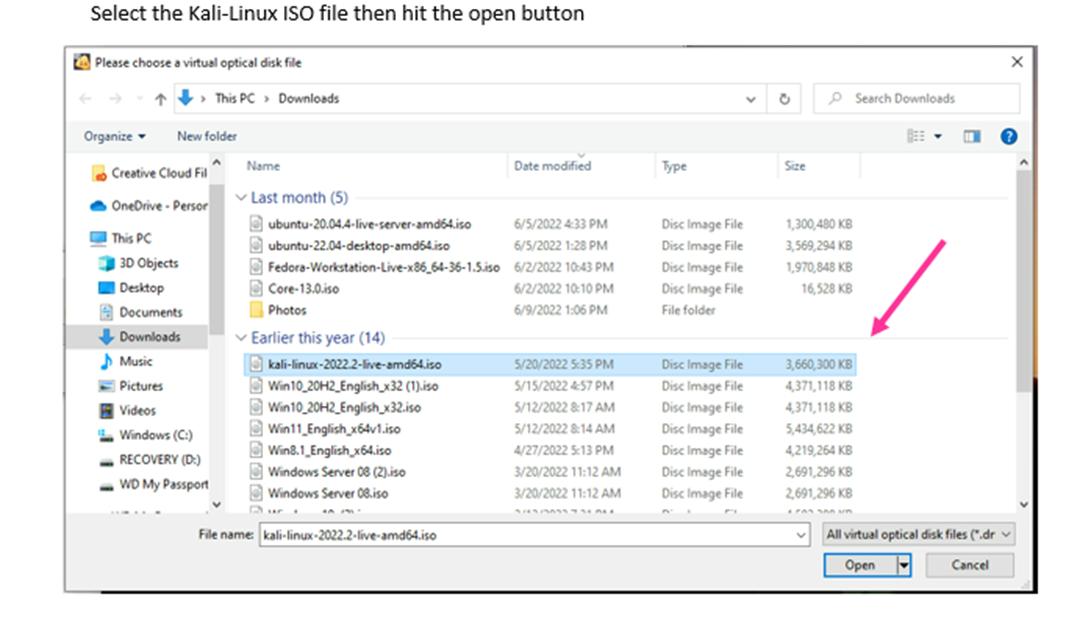 Select the Kali-Linux ISO file then hit the open button
Please choose a virtual optical disk file
This PC > Downloads
Search Downloads
Organize New folder
Name Date modified Type Size
Creative Cloud Fil
OneDrive - Person
This PC
3D Objects
Desktop
Documents
Downloads
Music
Pictures
Videos
Windows (C:)
RECOVERY (D:)
WD My Passport
Last month (5)
ubuntu-20.04.4-live-server-amd64.iso 6/5/2022 4:33 PM Disc Image File 1,300,480 KB
ubuntu-22.04-desktop-amd64.iso 6/5/2022 1:28 PM Disc Image File 3,569,294 KB
Fedora-Workstation-Live-x86_64-36-1.5.iso 6/2/2022 10:43 PM Disc Image File 1,970,848 KB
Core-13.0.iso 6/2/2022 10:10 PM Disc Image File 16,528 KB
Photos 6/9/2022 1:06 PM File folder
Earlier this year (14)
kali-linux-2022.2-live-amd64.iso 5/20/2022 5:35 PM Disc Image File 3,660,300 KB
Win10_20H2_English_x32 (1).iso 5/15/2022 4:57 PM Disc Image File 4,371,118 KB
Win10_20H2_English_x32.iso 5/12/2022 8:17 AM Disc Image File 4,371,118 KB
Win11_English_x64v1.iso 5/12/2022 8:14 AM Disc Image File 5,434,622 KB
Win8.1_English_x64.iso 4/27/2022 5:13 PM Disc Image File 4,219,264 KB
Windows Server 08 (2).iso 3/20/2022 11:12 AM Disc Image File 2,691,296 KB
Windows Server 08.iso 3/20/2022 11:12 AM Disc Image File 2,691,296 KB
File name: kali-linux-2022.2-live-amd64.iso All virtual optical disk files (*.dr
Open Cancel